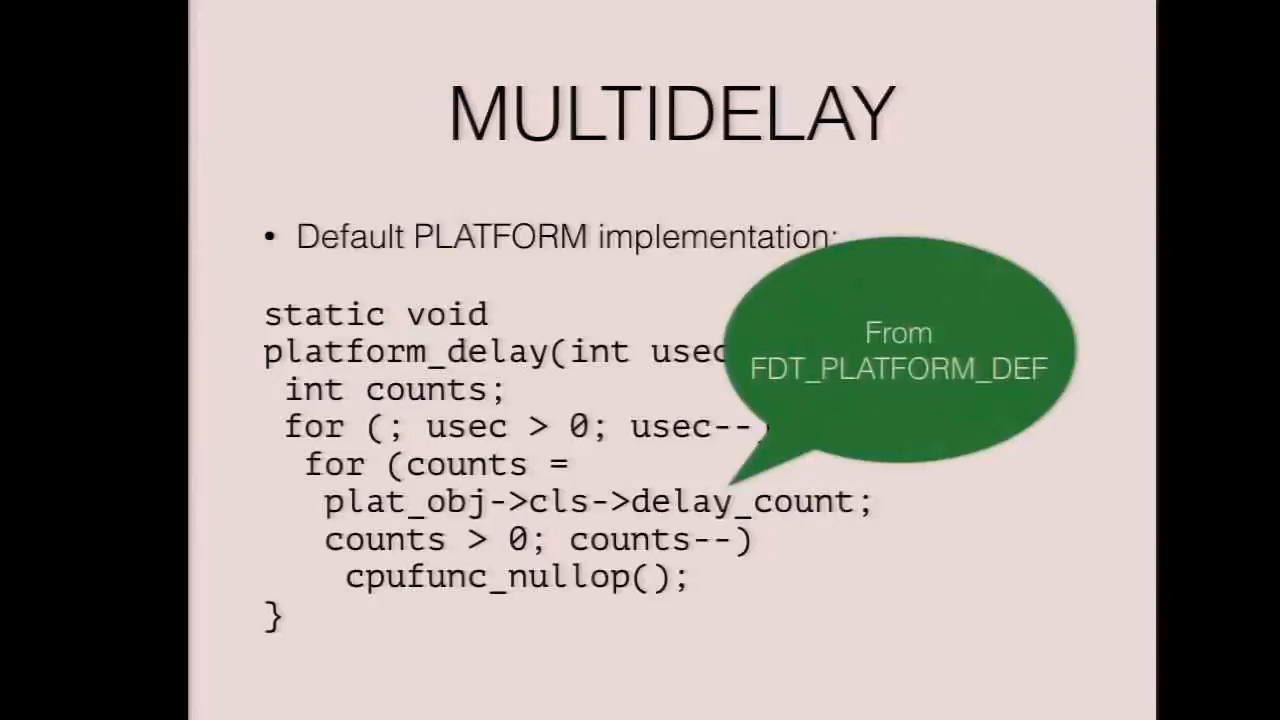 MULTIDELAY
• Default PLATFORM implementation:
static void
platform_delay(int usec
int counts;
for (; usec > 0; usec--)
for (counts =
plat_obj->cls->delay_count;
counts > 0; counts--)
cpufunc_nullop();
}
From
FDT_PLATFORM_DEF